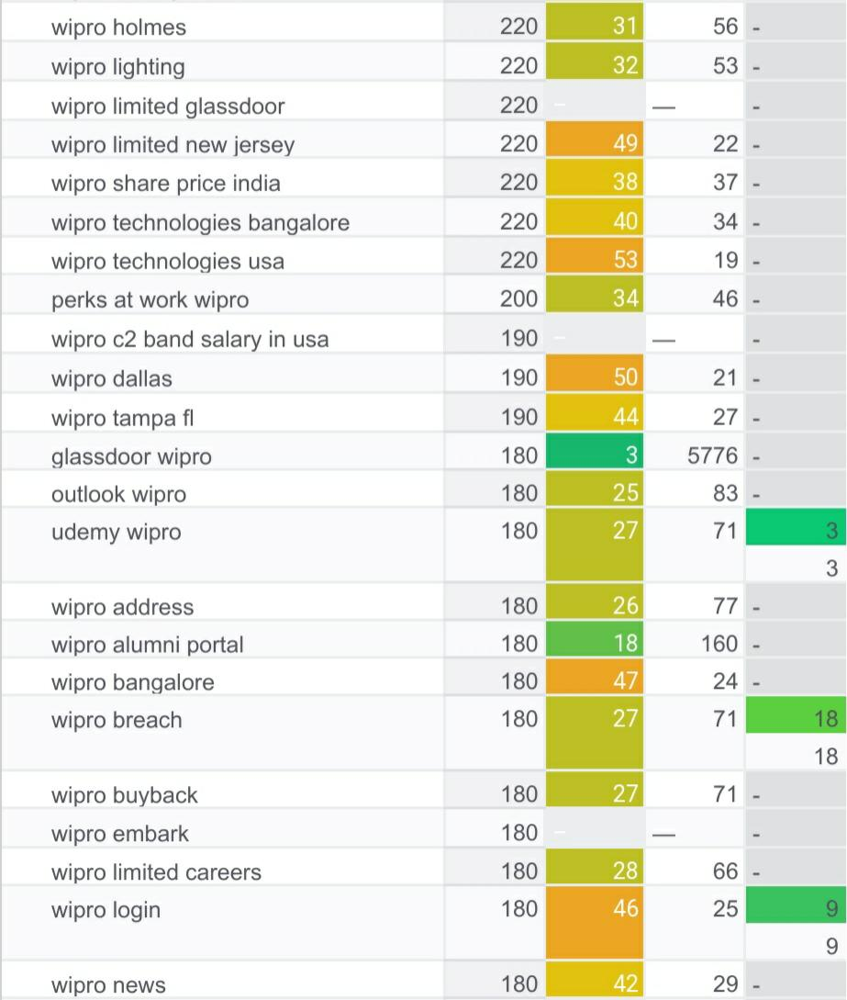 wipro holmes 220 31 56 -
wipro lighting 220 32 53 -
wipro limited glassdoor 220 – — -
wipro limited new jersey 220 49 22 -
wipro share price india 220 38 37 -
wipro technologies bangalore 220 40 34 -
wipro technologies usa 220 53 19 -
perks at work wipro 200 34 46 -
wipro c2 band salary in usa 190 – — -
wipro dallas 190 50 21 -
wipro tampa fl 190 44 27 -
glassdoor wipro 180 3 5776 -
outlook wipro 180 25 83 -
udemy wipro 180 27 71 3
3
wipro address 180 26 77 -
wipro alumni portal 180 18 160 -
wipro bangalore 180 47 24 -
wipro breach 180 27 71 18
18
wipro buyback 180 27 71 -
wipro embark 180 – — -
wipro limited careers 180 28 66 -
wipro login 180 46 25 9
9
wipro news 180 42 29 -